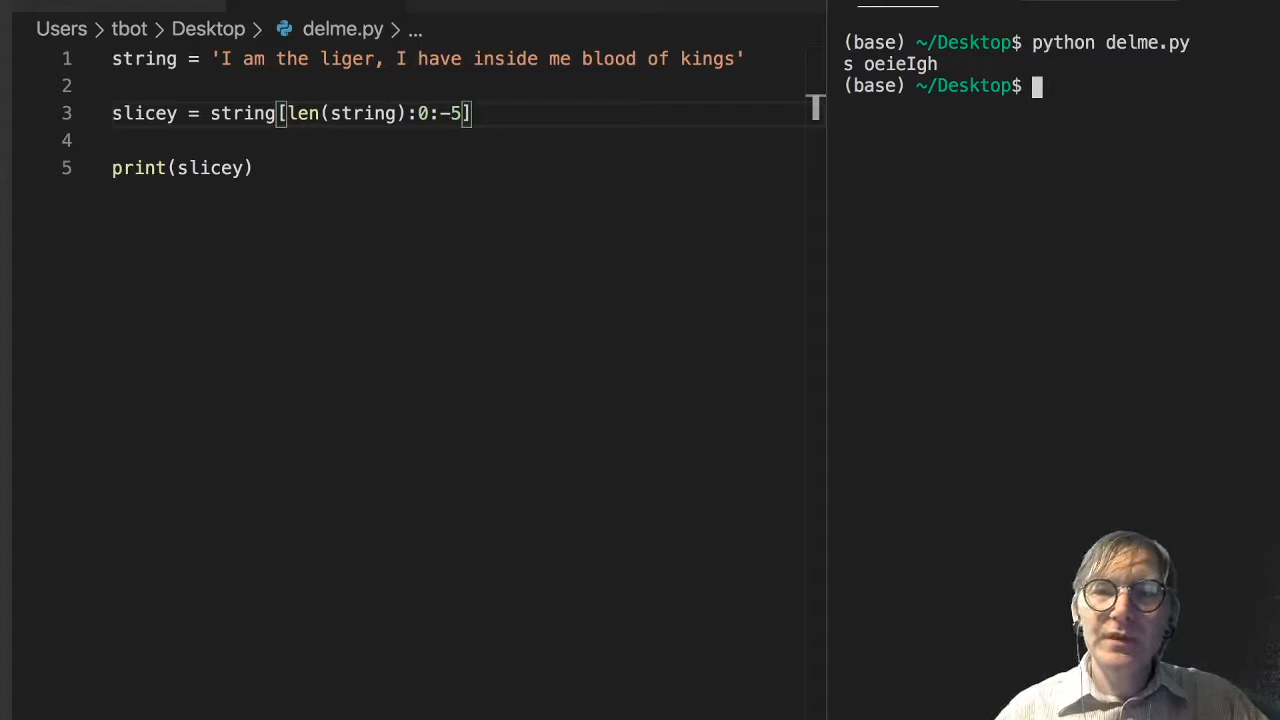 Users > tbot > Desktop > delme.py > ...
1 string = 'I am the liger, I have inside me blood of kings'
2
3 slicey = string[len(string):0:-5]
4
5 print(slicey)
(base) ~/Desktop$ python delme.py
s oeieIgh
(base) ~/Desktop$